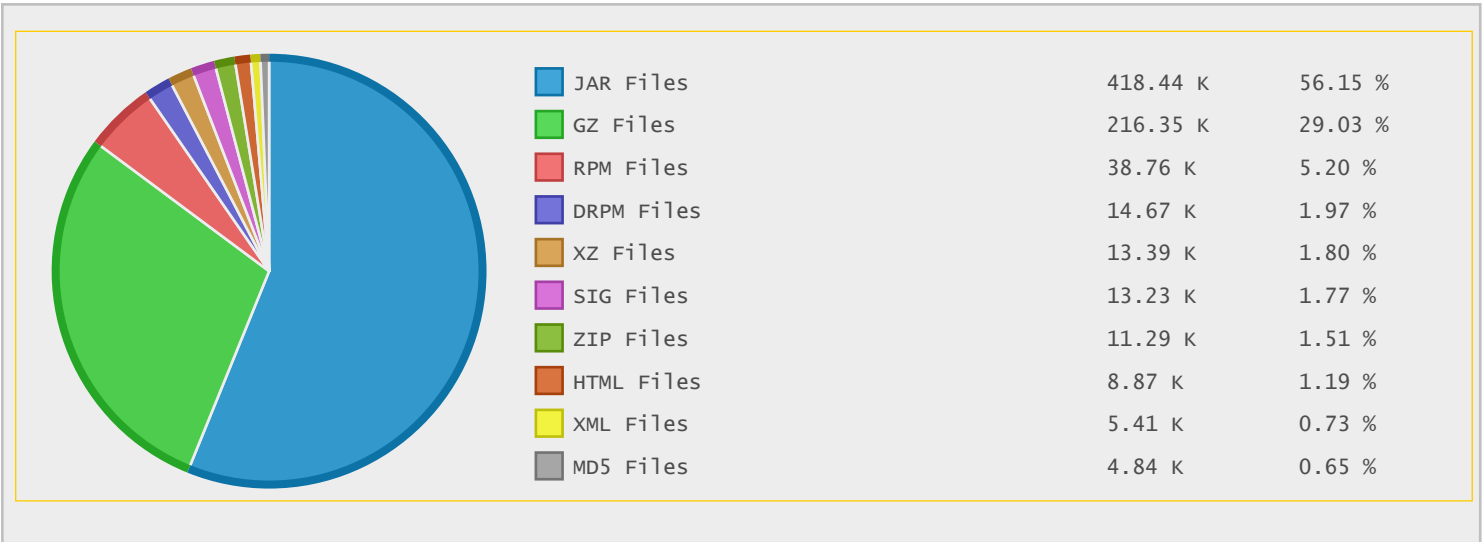 JAR Files 418.44 K 56.15 %
GZ Files 216.35 K 29.03 %
RPM Files 38.76 K 5.20 %
DRPM Files 14.67 K 1.97 %
XZ Files 13.39 K 1.80 %
SIG Files 13.23 K 1.77 %
ZIP Files 11.29 K 1.51 %
HTML Files 8.87 K 1.19 %
XML Files 5.41 K 0.73 %
MD5 Files 4.84 K 0.65 %